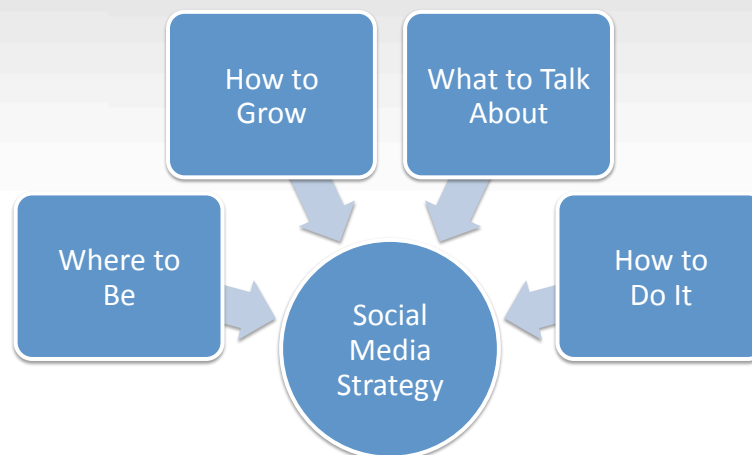 How to
Grow
What to Talk
About
Where to
Be
How to
Do It
Social
Media
Strategy